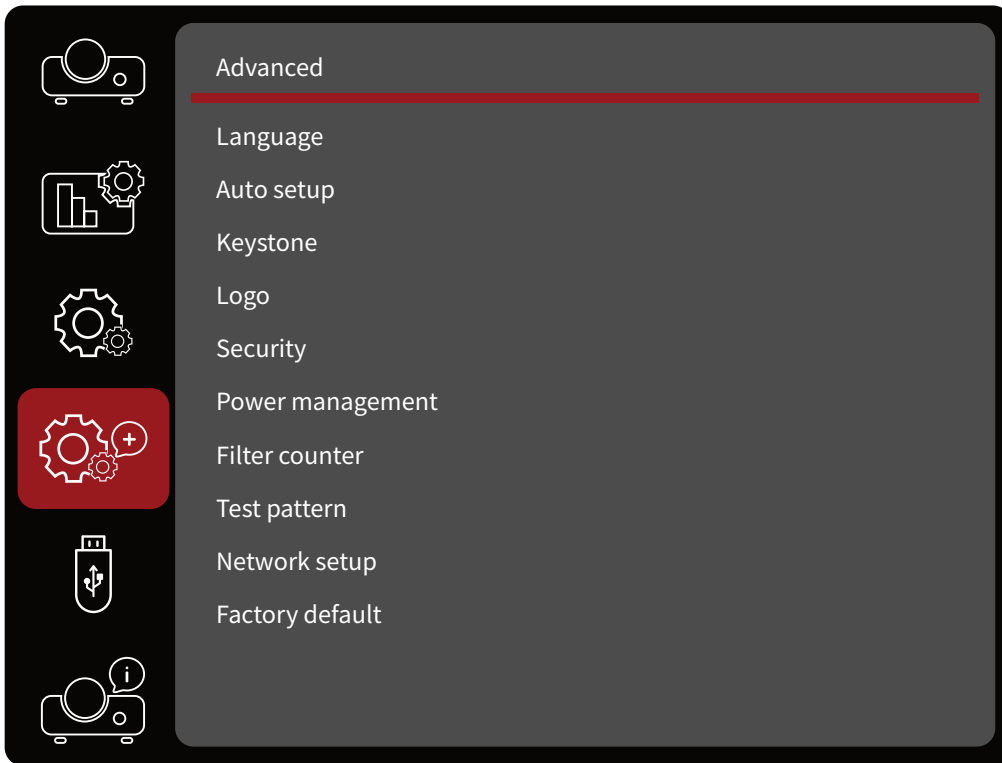 Advanced
Language
Auto setup
Keystone
Logo
Security
Power management
Filter counter
Test pattern
Network setup
Factory default